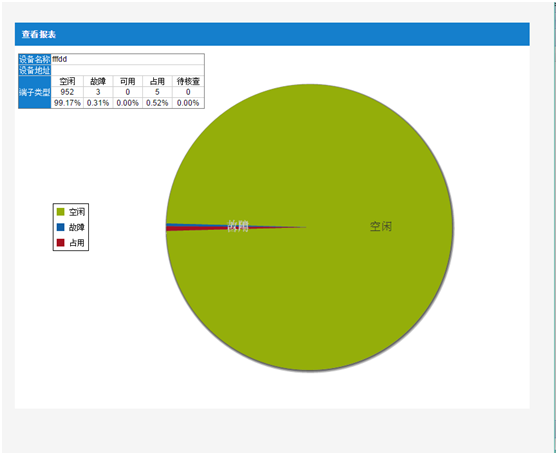 查看报表
设备名称 fffdd
设备地址
端子类型 空闲 故障 可用 占用 待核查
952 3 0 5 0
99.17% 0.31% 0.00% 0.52% 0.00%
空闲
故障
占用
空闲